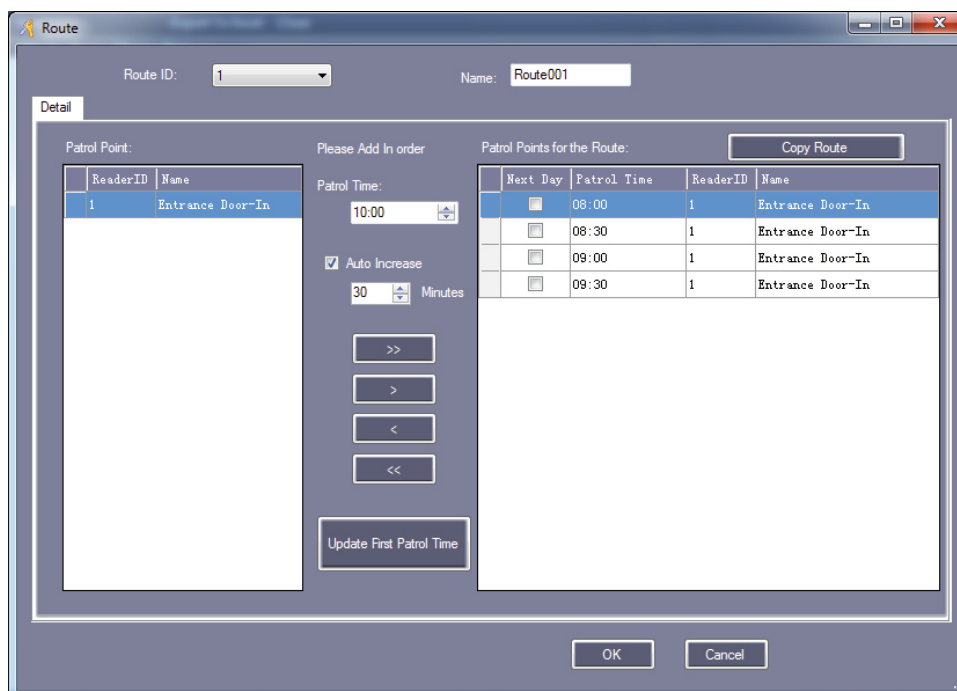 Route
Route ID: 1 Name: Route001
Detail
Patrol Point: Please Add In order Patrol Points for the Route: Copy Route
ReaderID Name
1 Entrance Door-In
Patrol Time:
10:00
Auto Increase
30 Minutes
>>
>
<
<<
Update First Patrol Time
Next Day Patrol Time ReaderID Name
08:00 1 Entrance Door-In
08:30 1 Entrance Door-In
09:00 1 Entrance Door-In
09:30 1 Entrance Door-In
OK Cancel